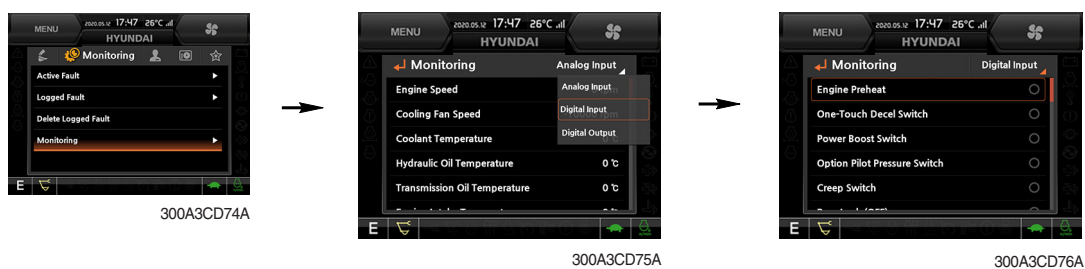 MENU
2020.05.12 17:47 26°C
HYUNDAI
Monitoring
Active Fault
Logged Fault
Delete Logged Fault
Monitoring
E
300A3CD74A
MENU
2020.05.12 17:47 26°C
HYUNDAI
Monitoring Analog Input
Engine Speed
Analog Input
Cooling Fan Speed
Digital Input
Coolant Temperature
Digital Output
Hydraulic Oil Temperature 0 ℃
Transmission Oil Temperature 0 ℃
E
300A3CD75A
MENU
2020.05.12 17:47 26°C
HYUNDAI
Monitoring Digital Input
Engine Preheat
One-Touch Decel Switch
Power Boost Switch
Option Pilot Pressure Switch
Creep Switch
E
300A3CD76A